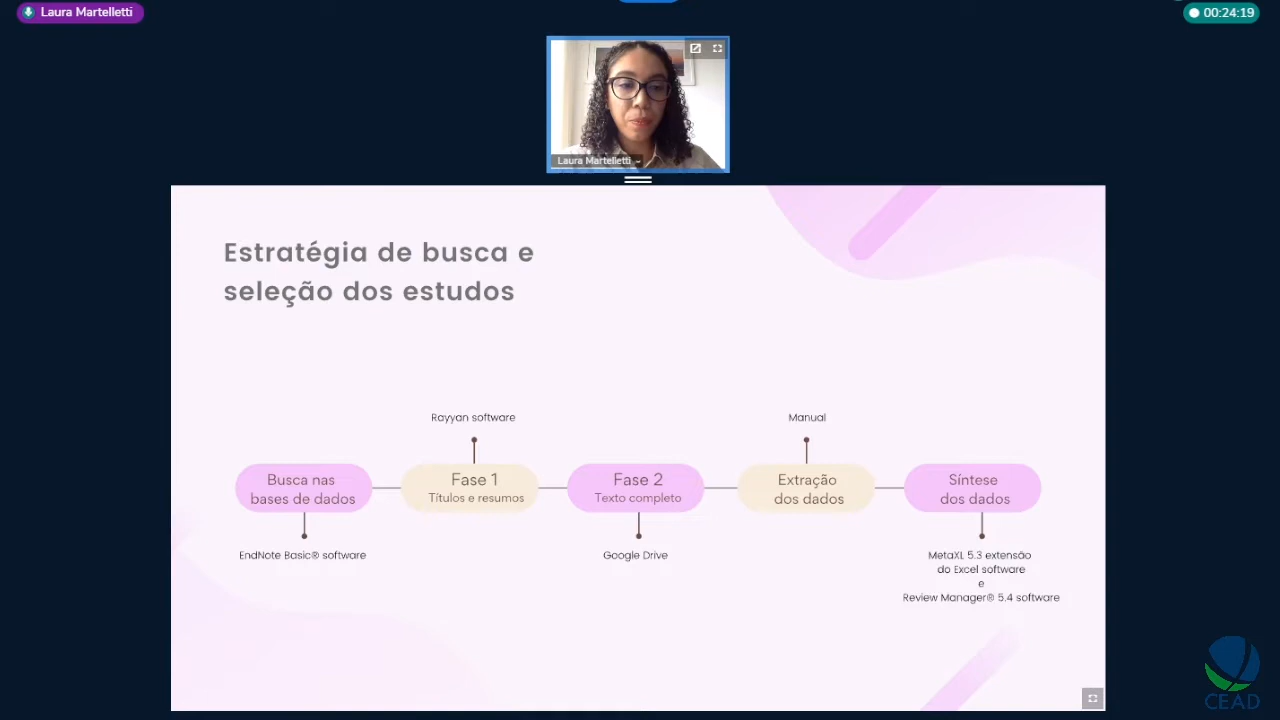 Laura Martelletti
00:24:19
Laura Martelletti
Estratégia de busca e
seleção dos estudos
Rayyan software
Manual
Busca nas
bases de dados
Fase 1
Títulos e resumos
Fase 2
Texto completo
Extração
dos dados
Síntese
dos dados
EndNote Basic® software
Google Drive
MetaXL 5.3 extensão
do Excel software
e
Review Manager® 5.4 software
CEAD